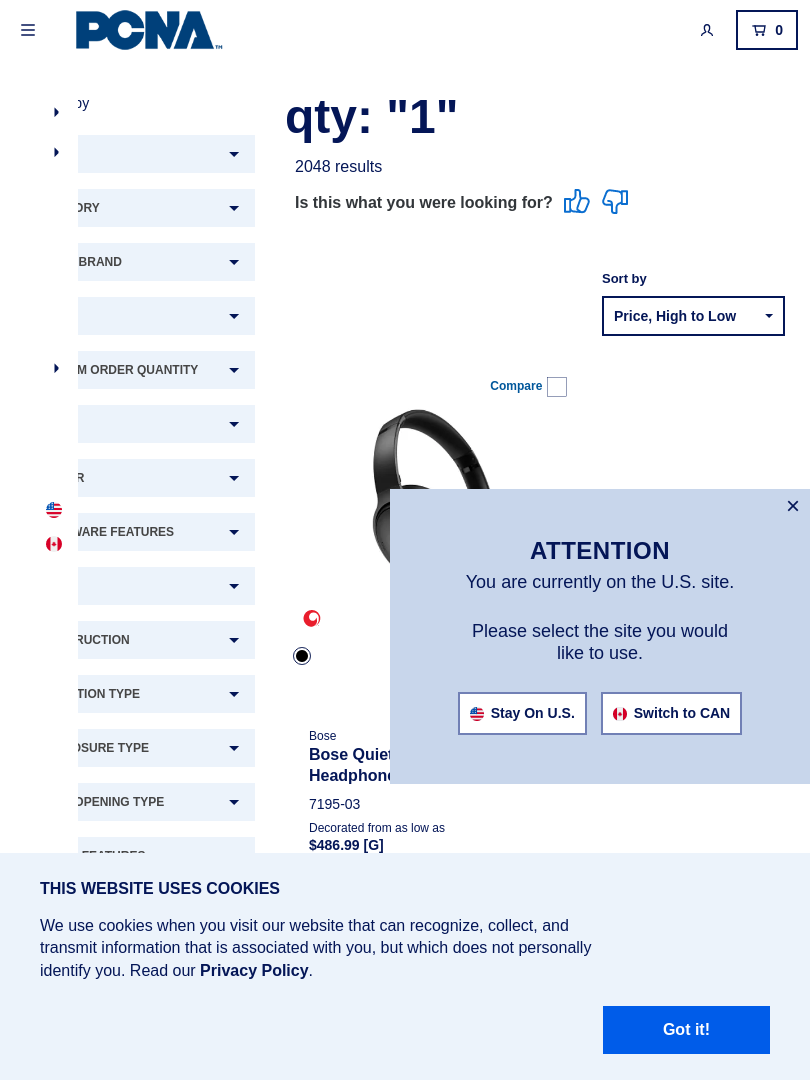 PCNA™
0
by
qty: "1"
2048 results
Is this what you were looking for?
ORY
BRAND
Sort by
Price, High to Low
M ORDER QUANTITY
Compare
R
WARE FEATURES
×
ATTENTION
You are currently on the U.S. site.
Please select the site you would
like to use.
Stay On U.S.
Switch to CAN
RUCTION
TION TYPE
OSURE TYPE
OPENING TYPE
FEATURES
Bose
Bose Quiet
Headphone
7195-03
Decorated from as low as
$486.99 [G]
THIS WEBSITE USES COOKIES
We use cookies when you visit our website that can recognize, collect, and
transmit information that is associated with you, but which does not personally
identify you. Read our Privacy Policy.
Got it!